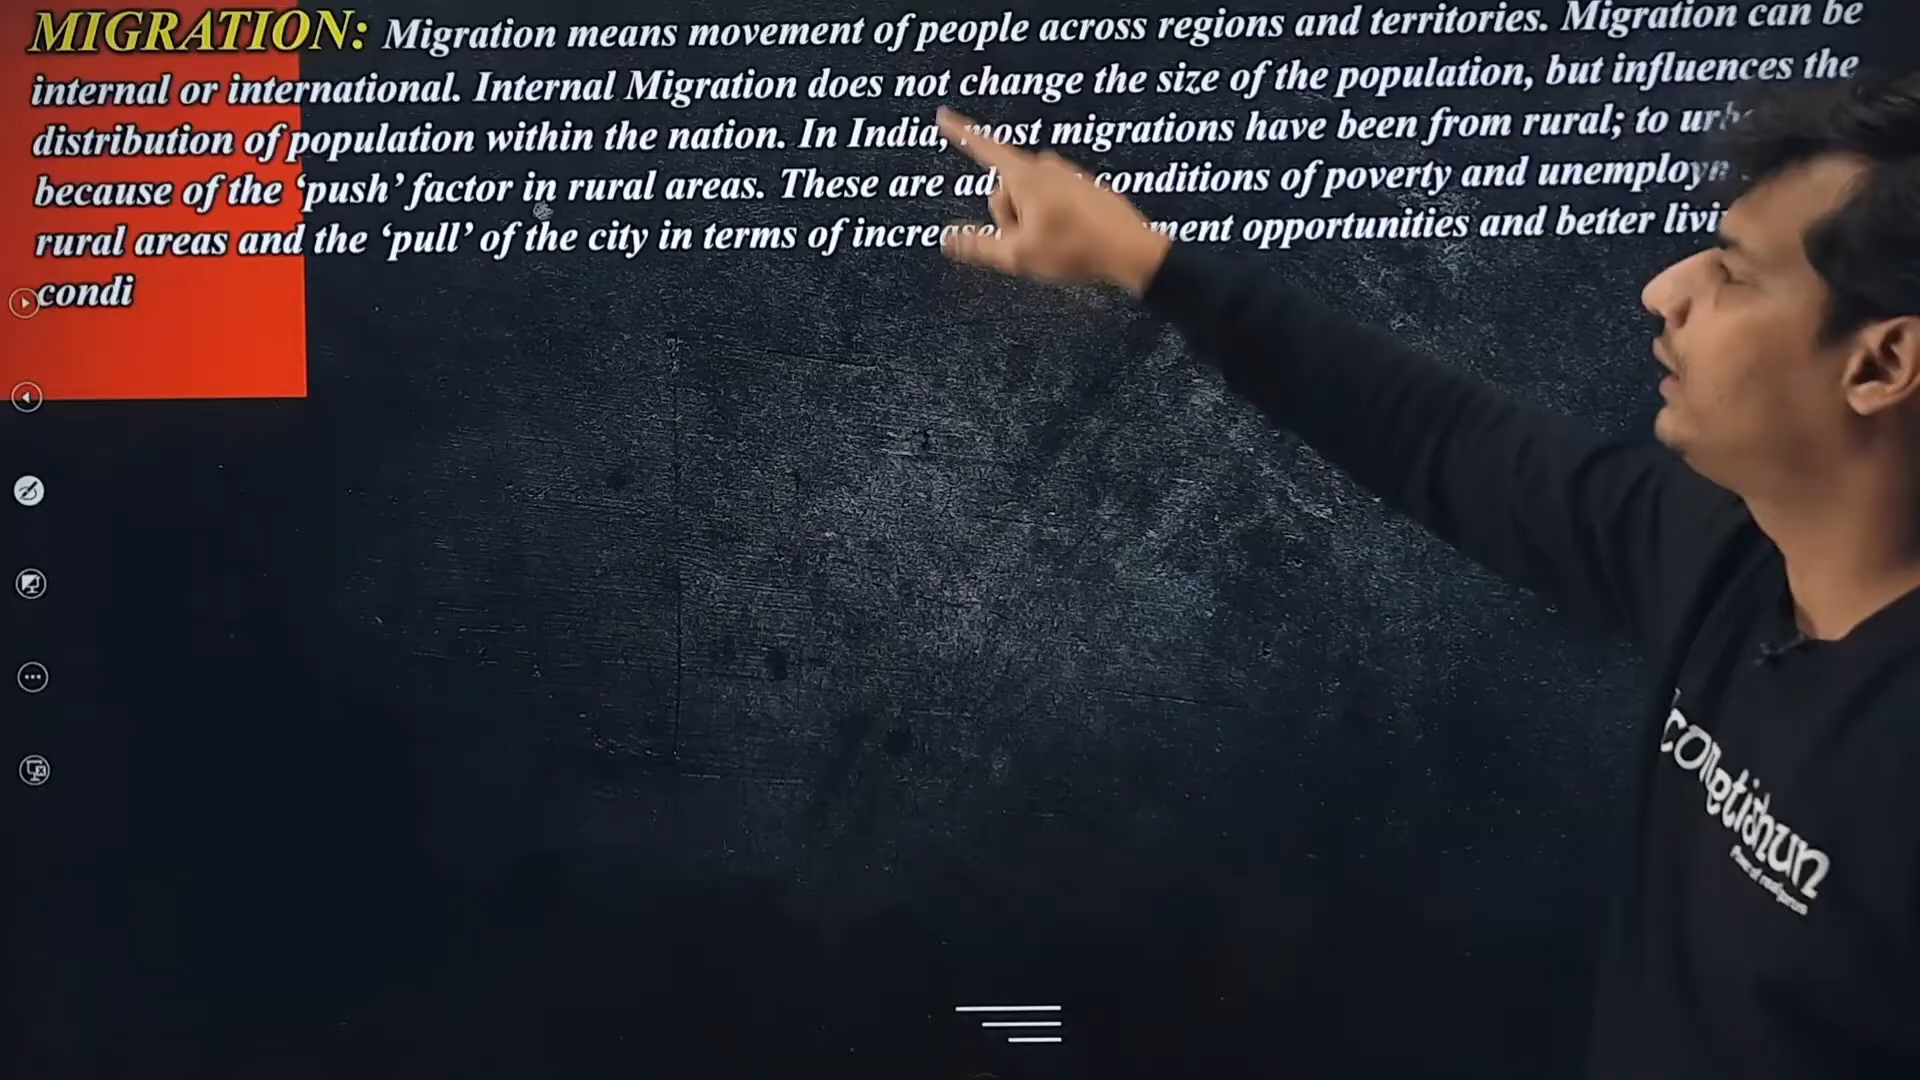 MIGRATION: Migration means movement of people across regions and territories. Migration can be
internal or international. Internal Migration does not change the size of the population, but influences the
distribution of population within the nation. In India, most migrations have been from rural; to
because of the ‘push’ factor in rural areas. These are conditions of poverty and
rural areas and the ‘pull’ of the city in terms of opportunities and better
condi